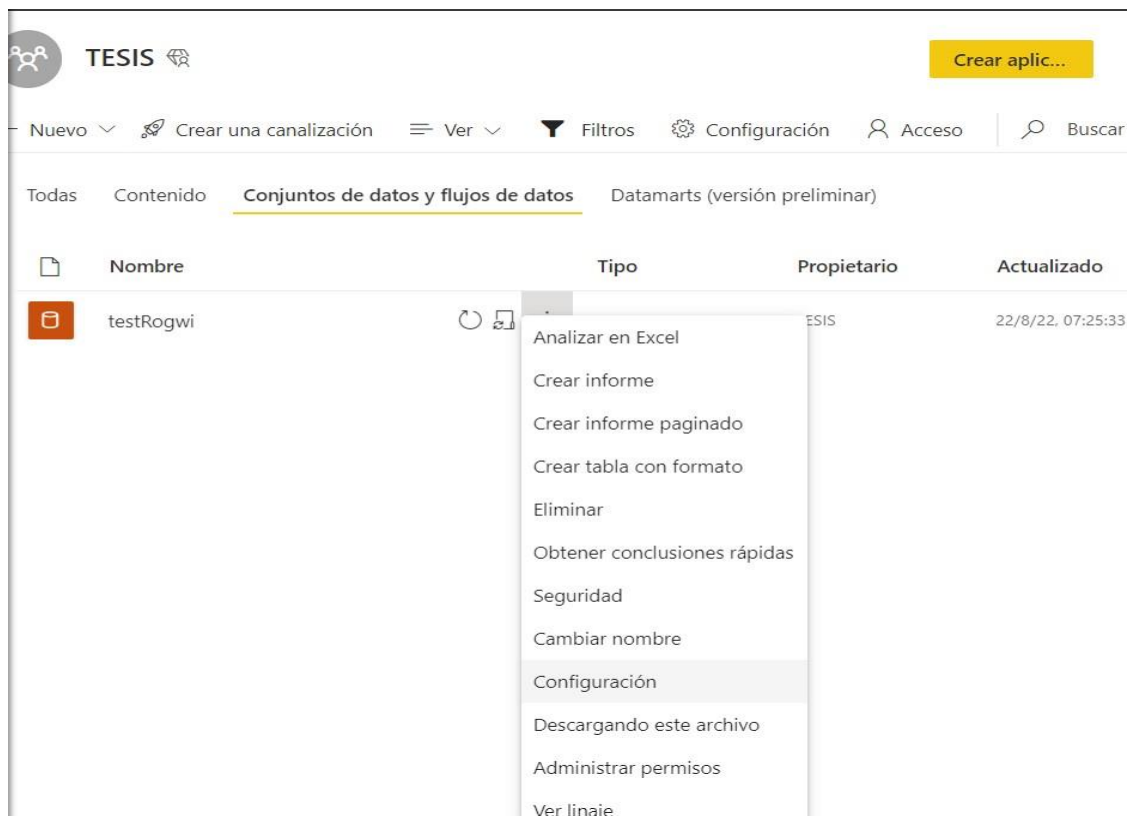 TESIS
Crear aplic...
Nuevo Crear una canalización Ver Filtros Configuración Acceso Buscar
Todas Contenido Conjuntos de datos y flujos de datos Datamarts (versión preliminar)
Nombre Tipo Propietario Actualizado
testRogwi ESIS 22/8/22, 07:25:33
Analizar en Excel
Crear informe
Crear informe paginado
Crear tabla con formato
Eliminar
Obtener conclusiones rápidas
Seguridad
Cambiar nombre
Configuración
Descargando este archivo
Administrar permisos
Ver linaje